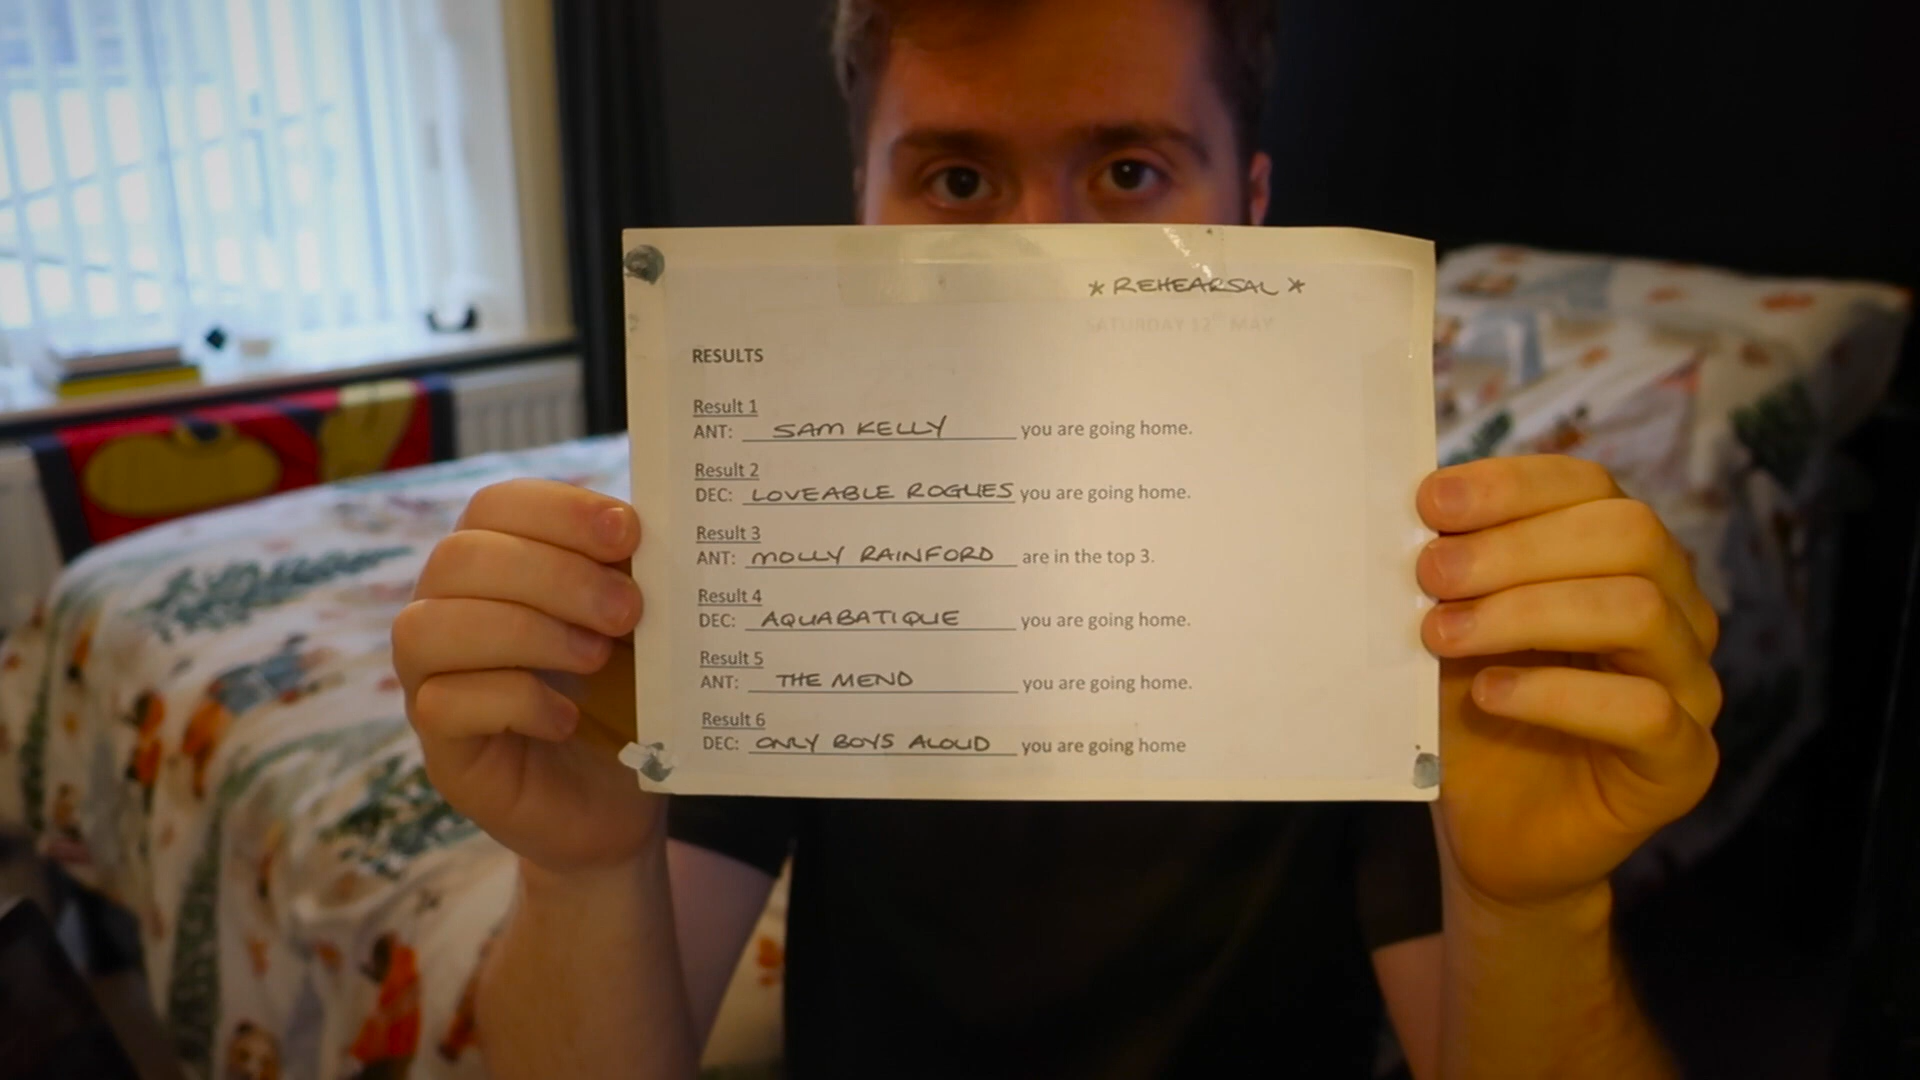 * REHEARSAL *
SATURDAY 12TH MAY
RESULTS
Result 1
ANT: SAM KELLY you are going home.
Result 2
DEC: LOVEABLE ROGUES you are going home.
Result 3
ANT: MOLLY RAINFORD are in the top 3.
Result 4
DEC: AQUABATIQUE you are going home.
Result 5
ANT: THE MEND you are going home.
Result 6
DEC: ONLY BOYS ALOUD you are going home